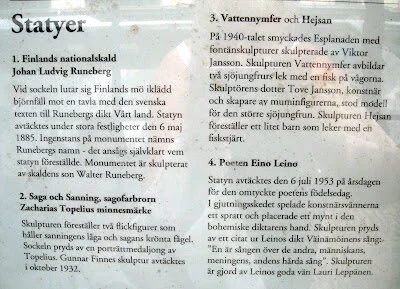 Statyer
1. Finlands nationalskald
Johan Ludvig Runeberg
Vid sockeln lutar sig Finlands mö iklädd
björnfäll mot en tavla med den svenska
texten till Runebergs dikt Vårt land. Statyn
avtäcktes under stora festligheter den 6 maj
1885. Ingenstans på monumentet nämns
Runebergs namn - det ansågs självklart vem
statyn föreställde. Monumentet är skulpterat
av skaldens son Walter Runeberg.
2. Saga och Sanning, sagofarbrorn
Zacharias Topelius minnesmärke
Skulpturen föreställer två flickfigurer som
håller sanningens låga och sagans krönta fågel.
Sockeln pryds av en porträttmedaljong av
Topelius. Gunnar Finnes skulptur avtäcktes
i oktober 1932.
3. Vattennymfer och Hejsan
På 1940-talet smyckades Esplanaden med
fontänskulpturer skulpterade av Viktor
Jansson. Skulpturen Vattennymfer avbildar
två sjöjungfrurs lek med en fisk på vågorna.
Skulptörens dotter Tove Jansson, konstnär
och skapare av muminfigurerna, stod modell
för den större sjöjungfrun. Skulpturen Hejsan
föreställer ett litet barn som leker med en
fiskstjärt.
4. Poeten Eino Leino
Statyn avtäcktes den 6 juli 1953 på årsdagen
för den omtyckte poetens födelsedag.
I gjutningsskedet spelade konstnärsvännerna
ett spratt och placerade ett mynt i den
bohemiske diktarens hand. Skulpturen pryds
av ett citat ur Leinos dikt Väinämöinens sång:
"En är sången över de andra, människans,
meningens, andens hårda sång". Skulpturen
är gjord av Leinos goda vän Lauri Leppänen.